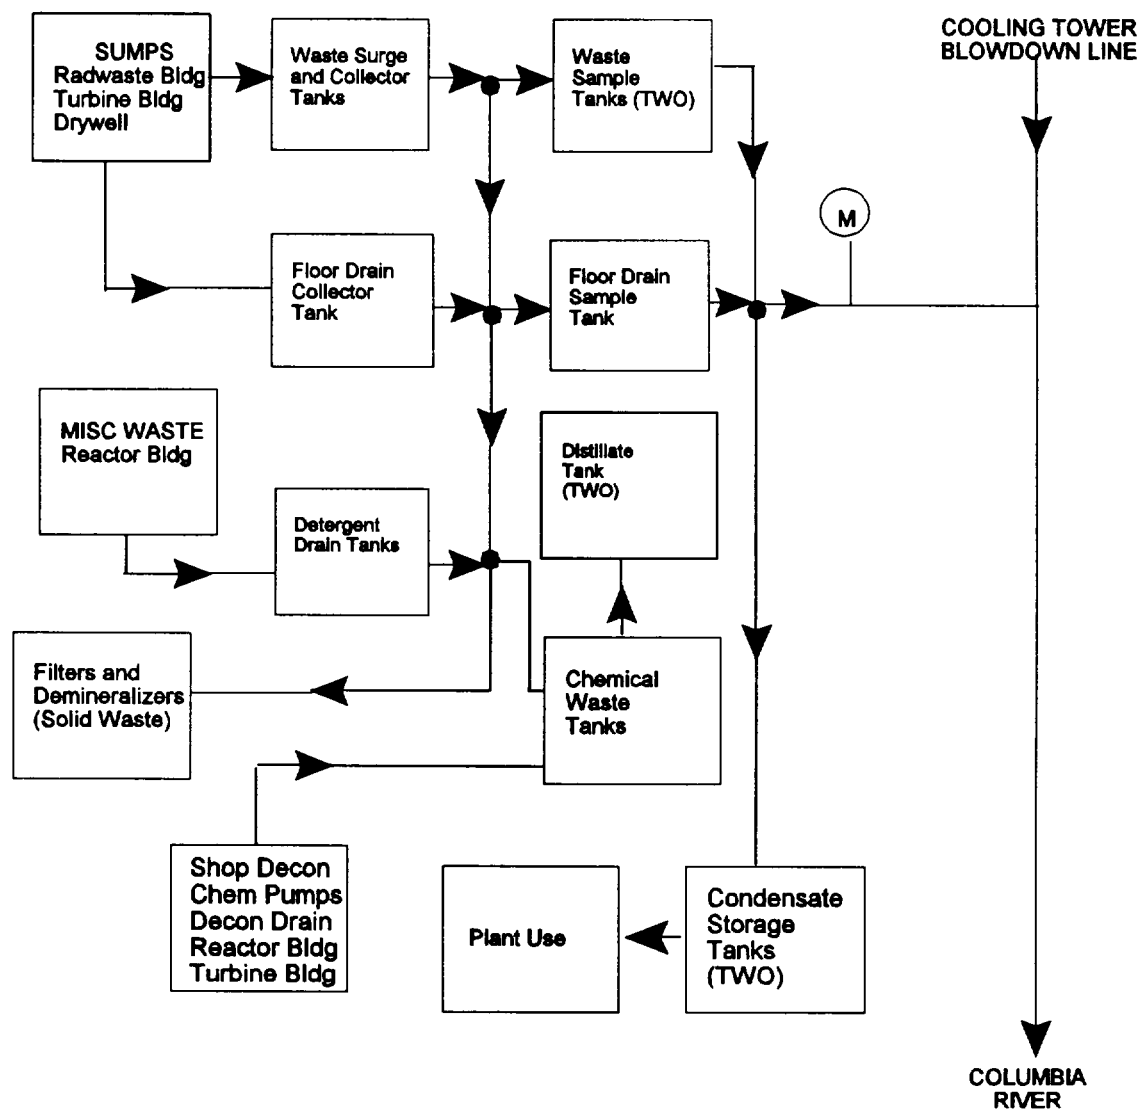 COOLING TOWER
BLOWDOWN LINE
SUMPS
Radwaste Bldg
Turbine Bldg
Drywell
Waste Surge
and Collector
Tanks
Waste
Sample
Tanks (TWO)
M
Floor Drain
Collector
Tank
Floor Drain
Sample
Tank
MISC WASTE
Reactor Bldg
Distillate
Tank
(TWO)
Detergent
Drain Tanks
Filters and
Demineralizers
(Solid Waste)
Chemical
Waste
Tanks
Shop Decon
Chem Pumps
Decon Drain
Reactor Bldg
Turbine Bldg
Plant Use
Condensate
Storage
Tanks
(TWO)
COLUMBIA
RIVER